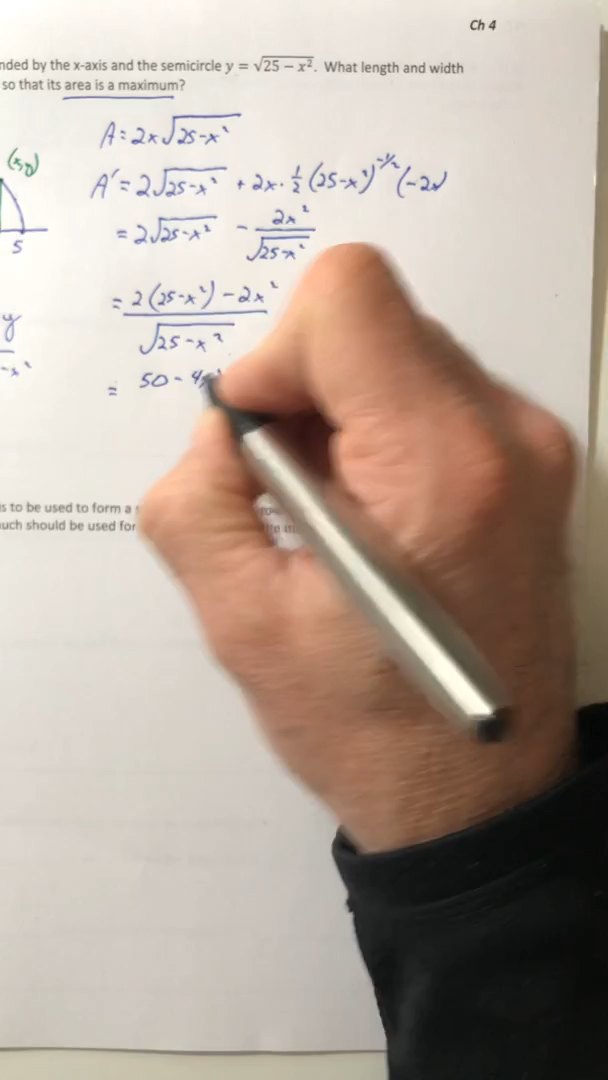 Ch 4
nded by the x-axis and the semicircle y = √25 − x². What length and width
so that its area is a maximum?
A = 2x√25-x²
A' = 2√25-x² + 2x · 1/2 (25-x²)^-1/2 (-2x)
= 2√25-x² - 2x²/√25-x²
5
= 2(25-x²) - 2x²
√25-x²
y
-x²
= 50 - 4x²
s to be used to form a
uch should be used for